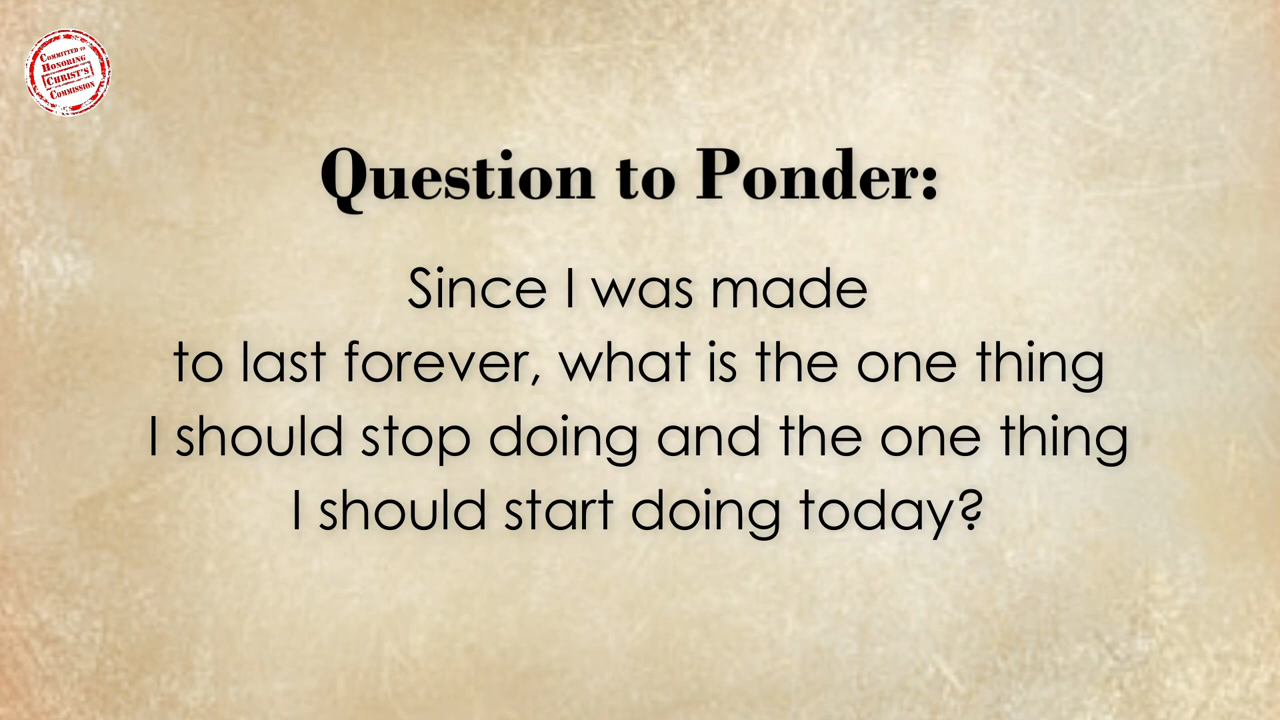 COMMITTED TO
HONORING
CHRIST'S
COMMISSION
Question to Ponder:
Since I was made
to last forever, what is the one thing
I should stop doing and the one thing
I should start doing today?